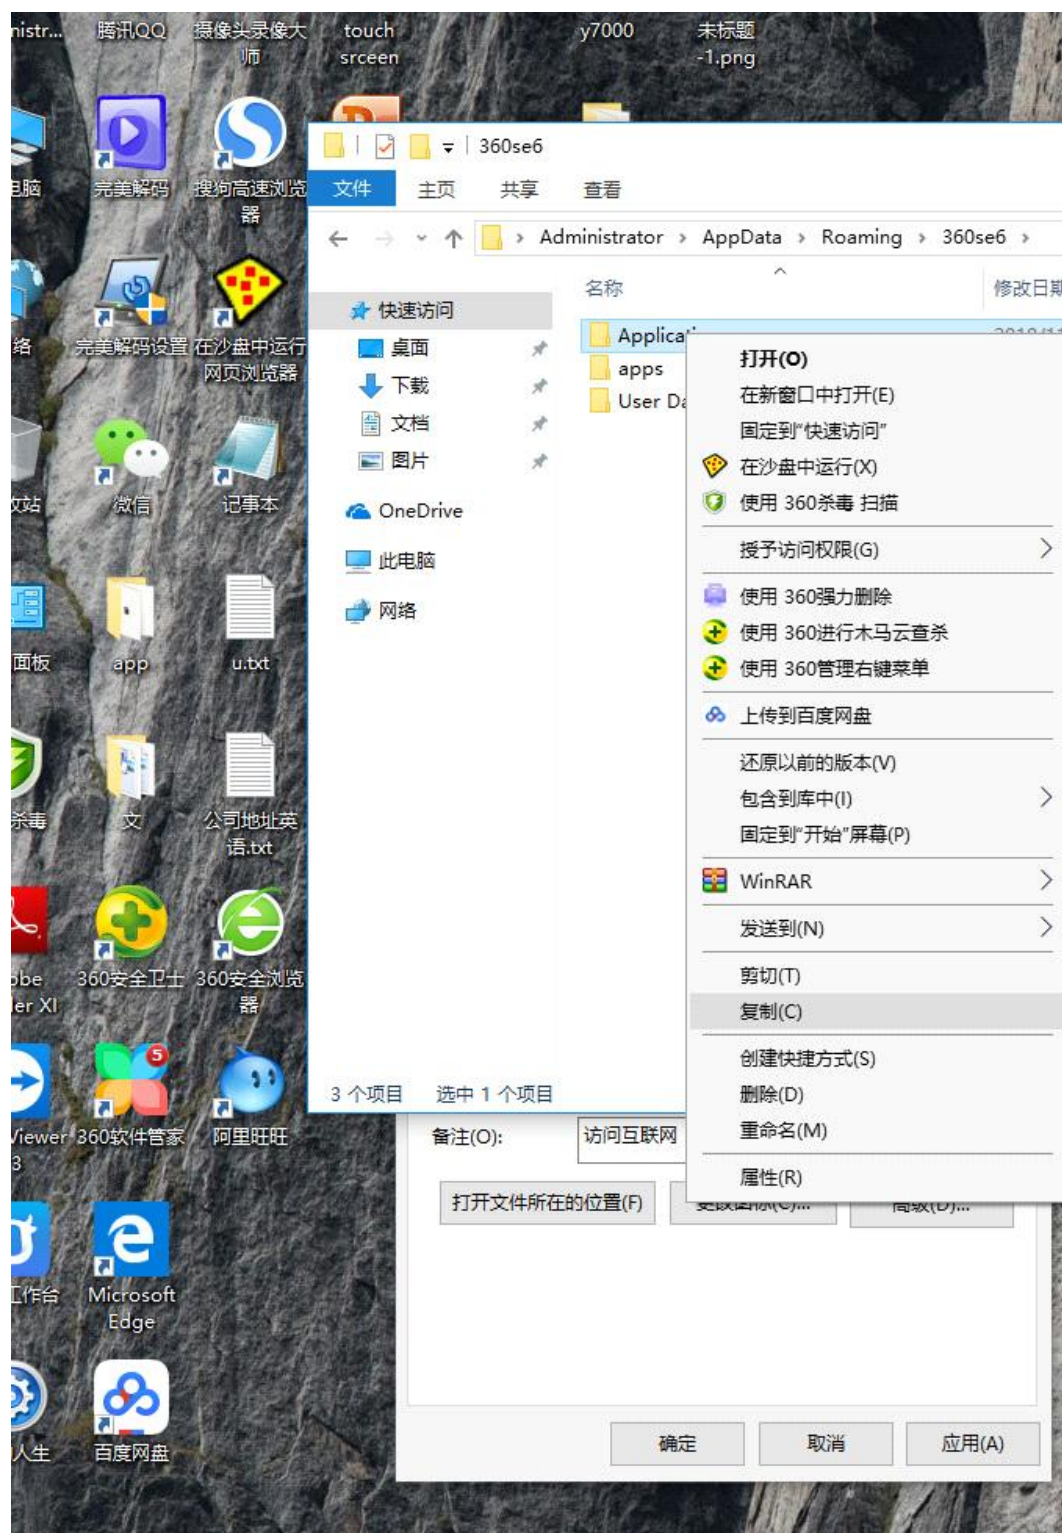 nistr...
腾讯QQ
摄像头录像大
师
touch
srceen
y7000
未标题
-1.png
电脑
完美解码
搜狗高速浏览
器
络
完美解码设置
在沙盘中运行
网页浏览器
收站
微信
记事本
面板
app
u.txt
杀毒
文
公司地址英
语.txt
obe
er XI
360安全卫士
360安全浏览
器
Viewer
3
360软件管家
5
阿里旺旺
工作台
Microsoft
Edge
人生
百度网盘
360se6
文件
主页
共享
查看
Administrator
AppData
Roaming
360se6
名称
修改日期
快速访问
桌面
下载
文档
图片
OneDrive
此电脑
网络
Applicati
apps
User Da
3 个项目
选中 1 个项目
打开(O)
在新窗口中打开(E)
固定到"快速访问"
在沙盘中运行(X)
使用 360杀毒 扫描
授予访问权限(G)
使用 360强力删除
使用 360进行木马云查杀
使用 360管理右键菜单
上传到百度网盘
还原以前的版本(V)
包含到库中(I)
固定到"开始"屏幕(P)
WinRAR
发送到(N)
剪切(T)
复制(C)
创建快捷方式(S)
删除(D)
重命名(M)
属性(R)
备注(O):
访问互联网
打开文件所在的位置(F)
更改图标(C)...
高级(D)...
确定
取消
应用(A)